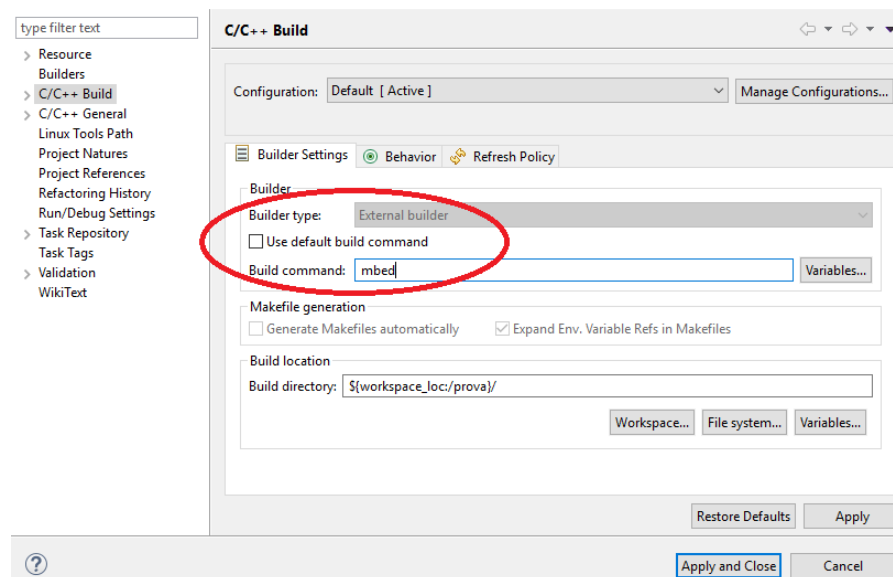 type filter text
Resource
Builders
C/C++ Build
C/C++ General
Linux Tools Path
Project Natures
Project References
Refactoring History
Run/Debug Settings
Task Repository
Task Tags
Validation
WikiText
C/C++ Build
Configuration: Default [ Active ] Manage Configurations...
Builder Settings Behavior Refresh Policy
Builder
Builder type: External builder
Use default build command
Build command: mbed Variables...
Makefile generation
Generate Makefiles automatically Expand Env. Variable Refs in Makefiles
Build location
Build directory: ${workspace_loc:/prova}/
Workspace... File system... Variables...
Restore Defaults Apply
? Apply and Close Cancel